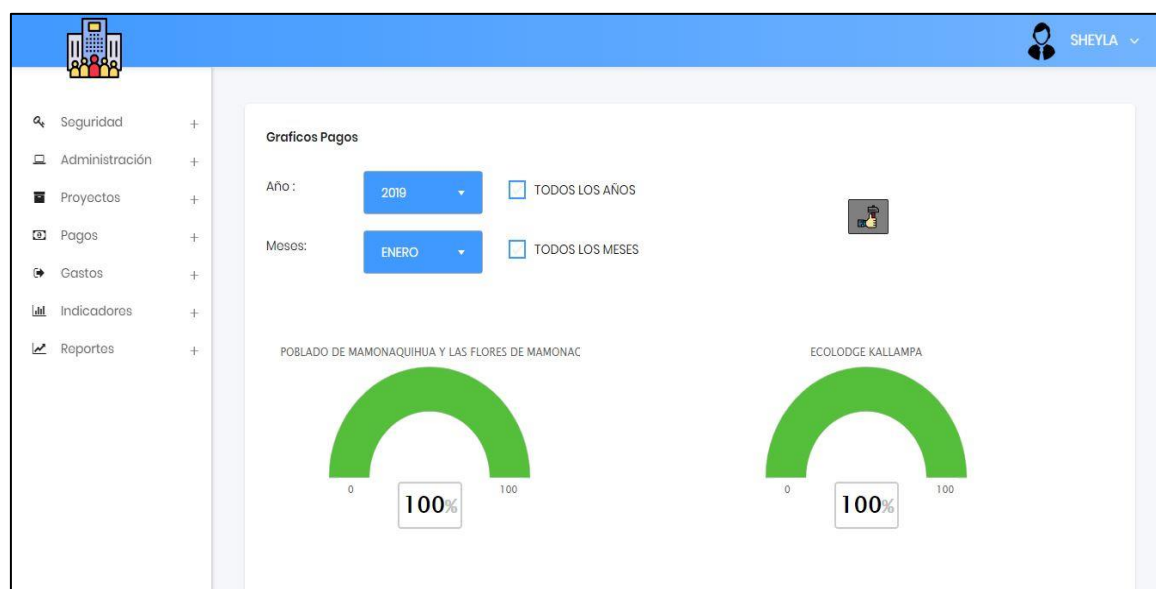 SHEYLA
Seguridad +
Administración +
Proyectos +
Pagos +
Gastos +
Indicadores +
Reportes +
Graficos Pagos
Año : 2019 TODOS LOS AÑOS
Meses: ENERO TODOS LOS MESES
POBLADO DE MAMONAQUIHUA Y LAS FLORES DE MAMONAC
0 100
100%
ECOLODGE KALLAMPA
0 100
100%